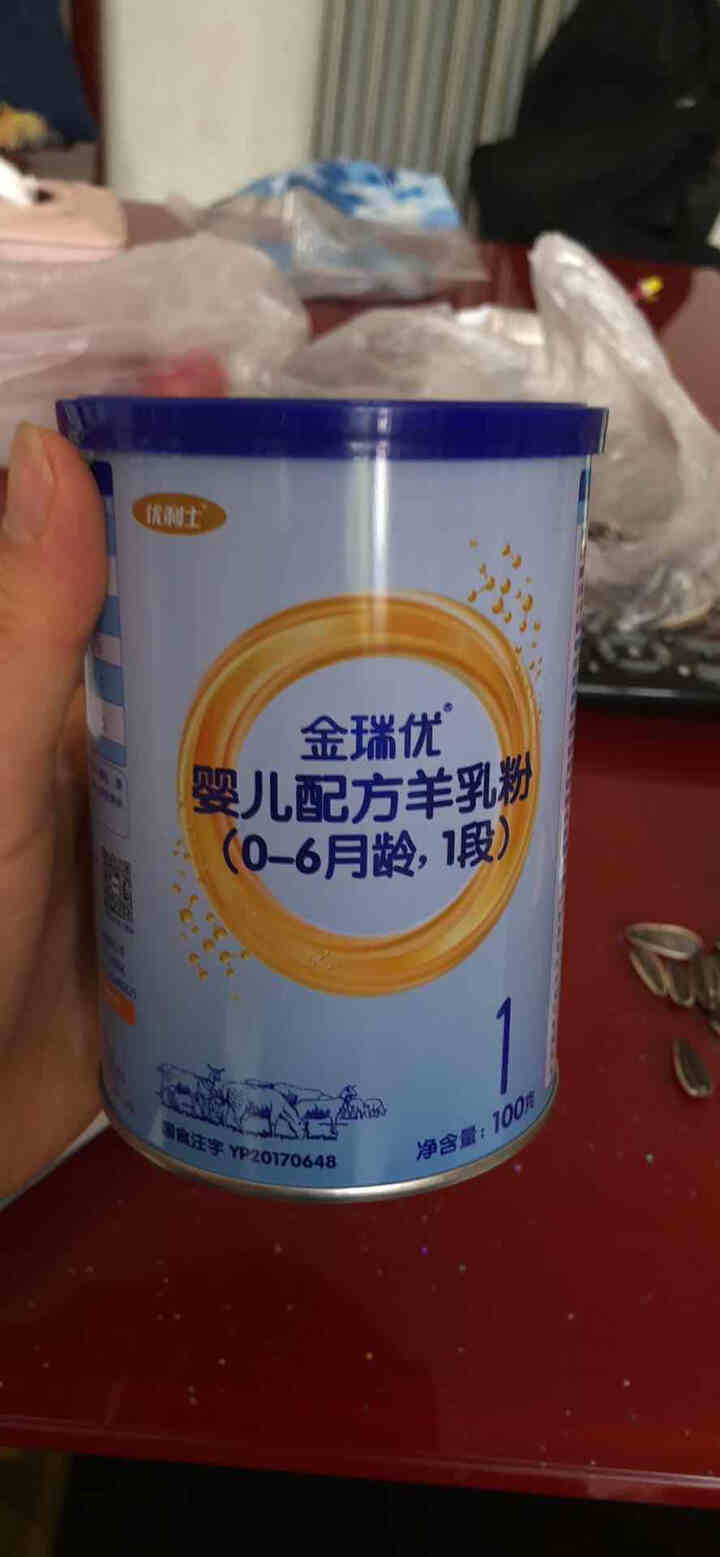 优利士
金瑞优®
婴儿配方羊乳粉
(0-6月龄, 1段)
1
国食注字 YP20170648
净含量: 100克